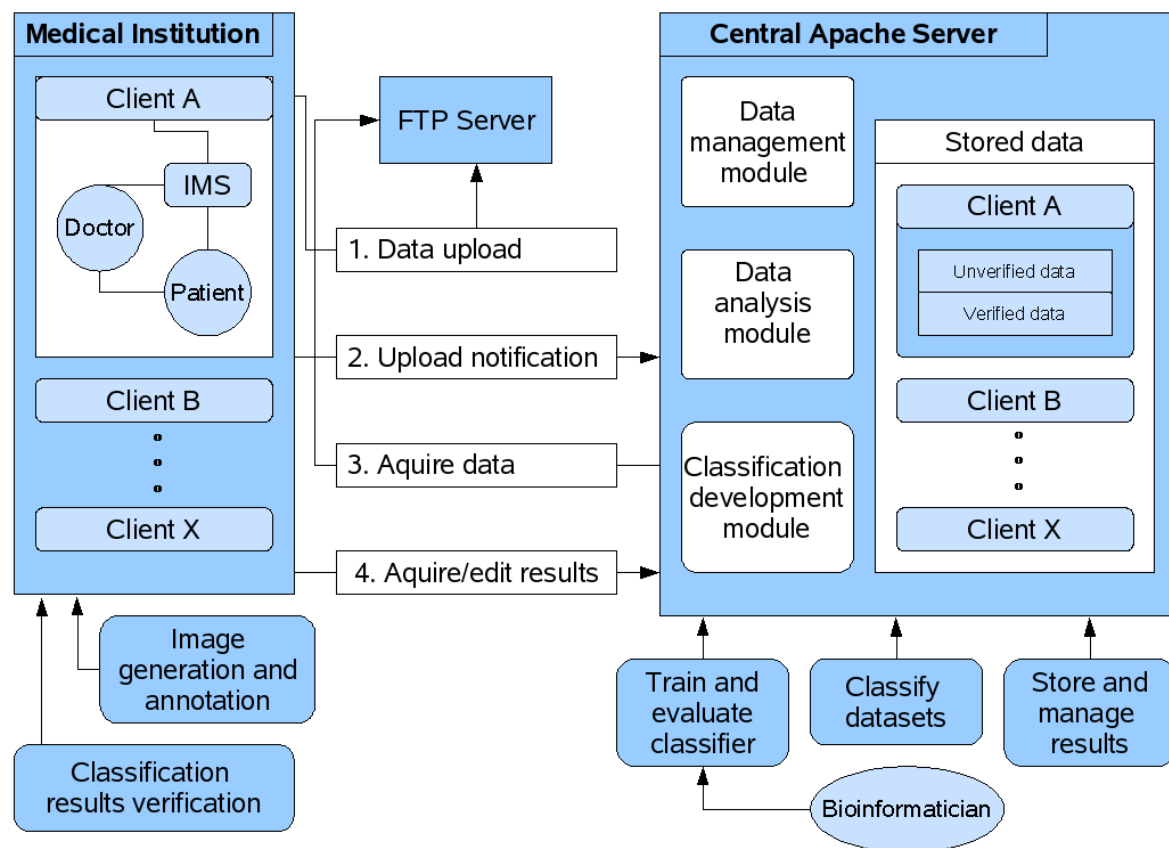 Medical Institution
Client A
IMS
Doctor
Patient
Client B
Client X
FTP Server
1. Data upload
2. Upload notification
3. Aquire data
4. Aquire/edit results
Central Apache Server
Data
management
module
Data
analysis
module
Classification
development
module
Stored data
Client A
Unverified data
Verified data
Client B
Client X
Image
generation and
annotation
Classification
results verification
Train and
evaluate
classifier
Classify
datasets
Store and
manage
results
Bioinformatician